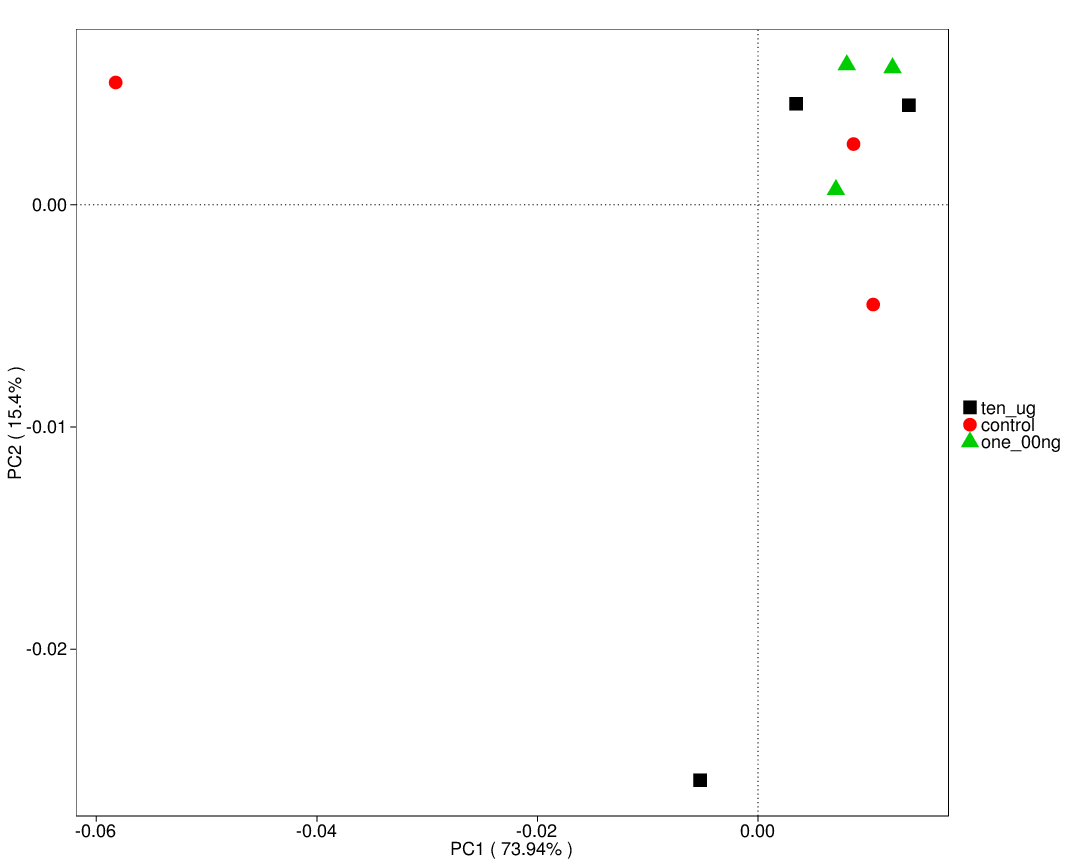 0.00
-0.01
-0.02
PC2 ( 15.4% )
-0.06
-0.04
-0.02
0.00
PC1 ( 73.94% )
ten_ug
control
one_00ng